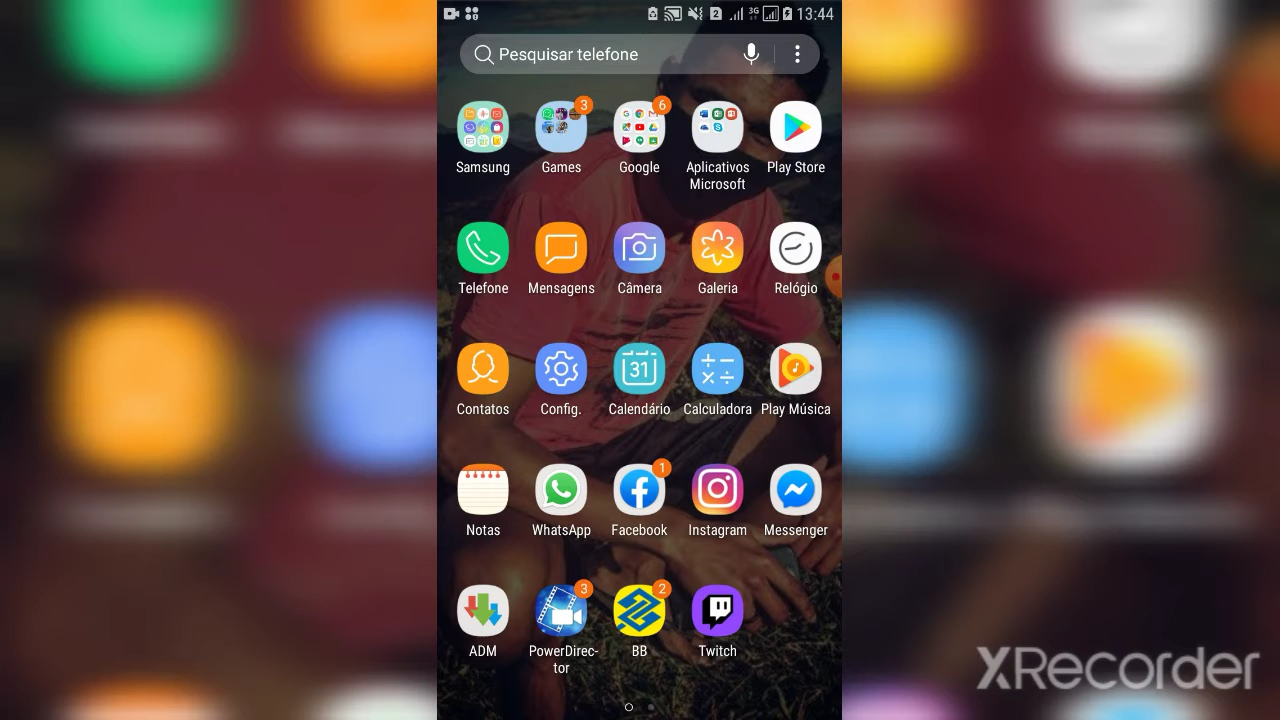 2 3G 13:44
Pesquisar telefone
3 6
Samsung Games Google Aplicativos Microsoft Play Store
Telefone Mensagens Câmera Galeria Relógio
31
Contatos Config. Calendário Calculadora Play Música
1
Notas WhatsApp Facebook Instagram Messenger
3 2
ADM PowerDirec-
tor BB Twitch
XRecorder